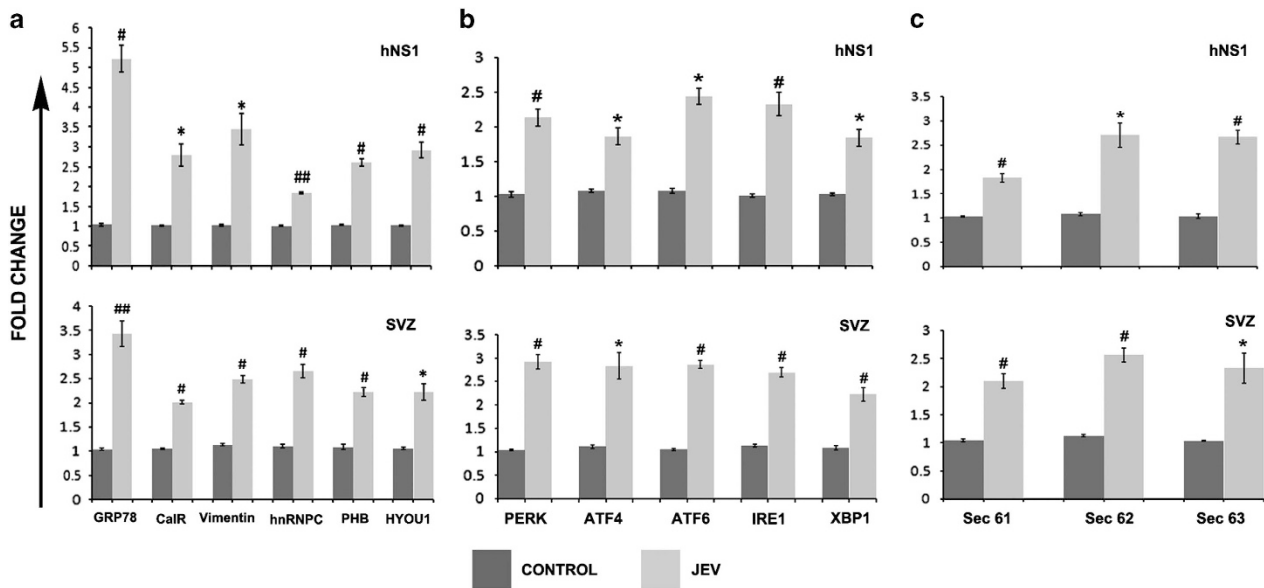 a
b
c
FOLD CHANGE
hNS1
6
5.5
5
4.5
4
3.5
3
2.5
2
1.5
1
0.5
0
# * * ## # #
hNS1
3
2.5
2
1.5
1
0.5
0
# * * # *
hNS1
3.5
3
2.5
2
1.5
1
0.5
0
# * #
SVZ
4
3.5
3
2.5
2
1.5
1
0.5
0
## # # # # *
GRP78 CalR Vimentin hnRNPC PHB HYOU1
SVZ
3.5
3
2.5
2
1.5
1
0.5
0
# * # # #
PERK ATF4 ATF6 IRE1 XBP1
SVZ
3
2.5
2
1.5
1
0.5
0
# # *
Sec 61 Sec 62 Sec 63
CONTROL JEV